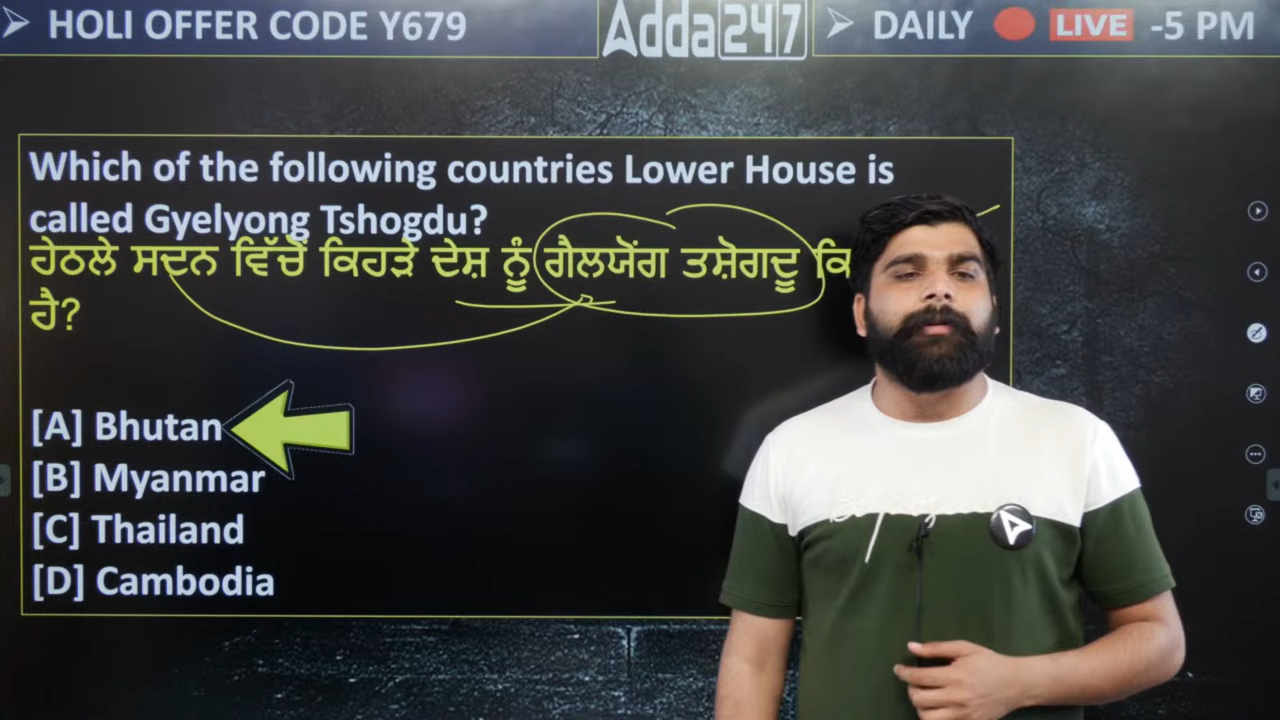 ➢ HOLI OFFER CODE Y679
Adda247
➢ DAILY LIVE -5 PM
Which of the following countries Lower House is
called Gyelyong Tshogdu?
ਹੇਠਲੇ ਸਦਨ ਵਿੱਚੋਂ ਕਿਹੜੇ ਦੇਸ਼ ਨੂੰ ਗੈਲਯੋਂਗ ਤਸ਼ੋਗਦੂ
ਹੈ?
[A] Bhutan
[B] Myanmar
[C] Thailand
[D] Cambodia